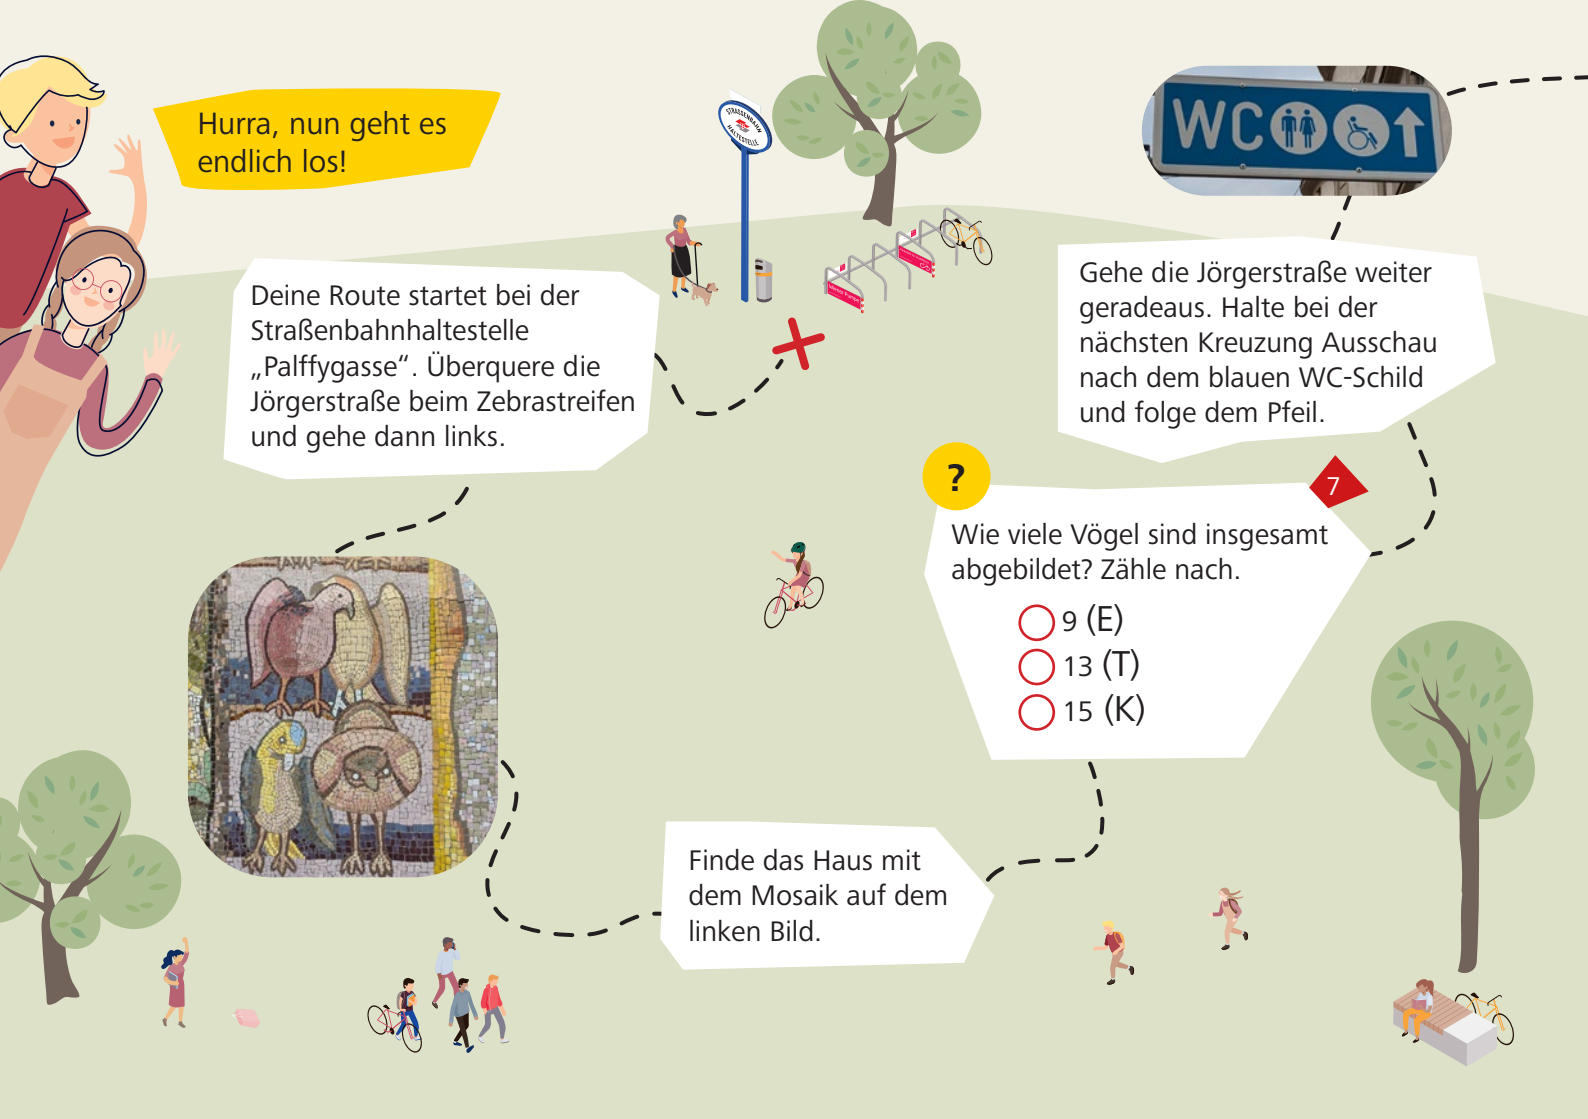 Hurra, nun geht es
endlich los!
STRASSENBAHN
HALTESTELLE
WC
Deine Route startet bei der
Straßenbahnhaltestelle
„Palffygasse“. Überquere die
Jörgerstraße beim Zebrastreifen
und gehe dann links.
Gehe die Jörgerstraße weiter
geradeaus. Halte bei der
nächsten Kreuzung Ausschau
nach dem blauen WC-Schild
und folge dem Pfeil.
?
7
Wie viele Vögel sind insgesamt
abgebildet? Zähle nach.
9 (E)
13 (T)
15 (K)
Finde das Haus mit
dem Mosaik auf dem
linken Bild.